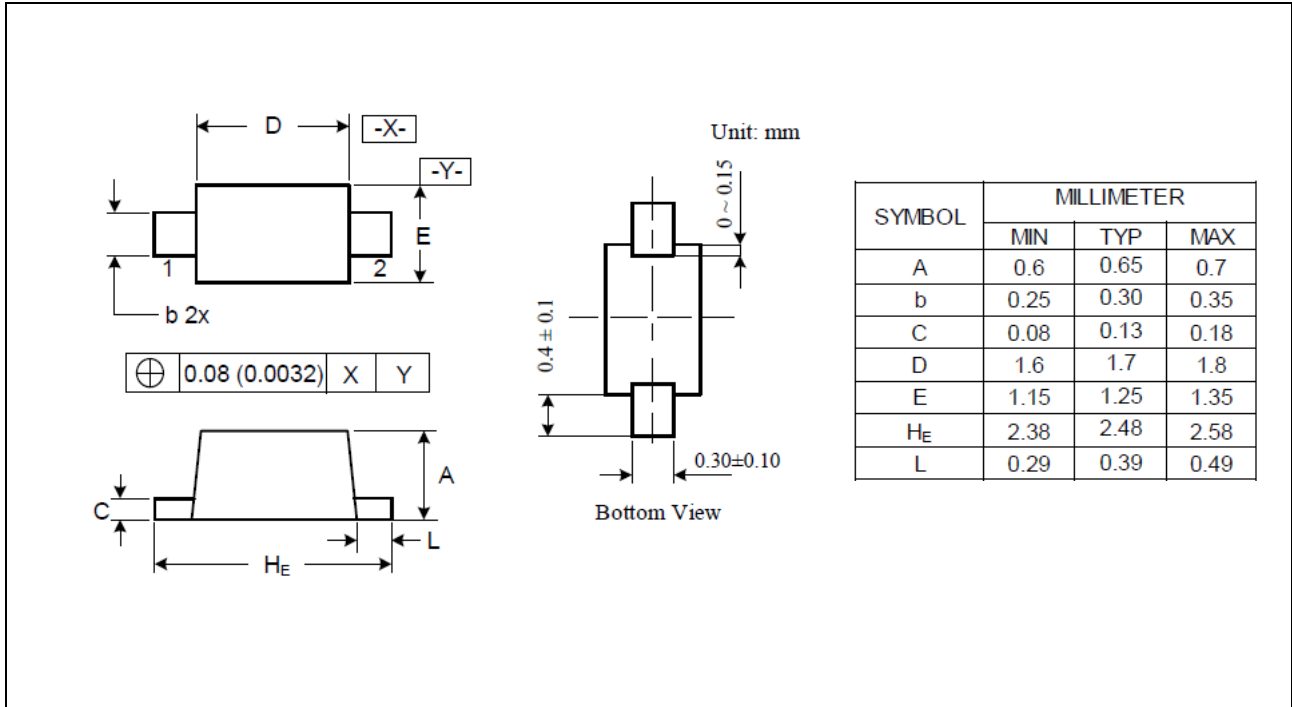 D
-X-
-Y-
E
1
2
b 2x
0.08 (0.0032) X Y
A
C
L
HE
Unit: mm
0 ~ 0.15
0.4 ± 0.1
0.30±0.10
Bottom View
SYMBOL MILLIMETER
MIN TYP MAX
A 0.6 0.65 0.7
b 0.25 0.30 0.35
C 0.08 0.13 0.18
D 1.6 1.7 1.8
E 1.15 1.25 1.35
HE 2.38 2.48 2.58
L 0.29 0.39 0.49